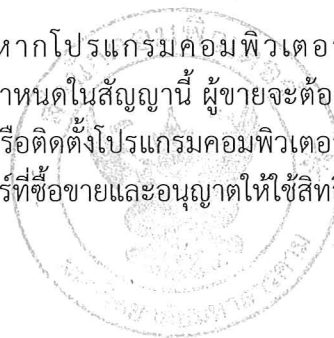 หากโปรแกรมคอมพิวเตอ
าหนดในสัญญานี้ ผู้ขายจะต้อ
รือติดตั้งโปรแกรมคอมพิวเตอ
ร์ที่ซื้อขายและอนุญาตให้ใช้สิท